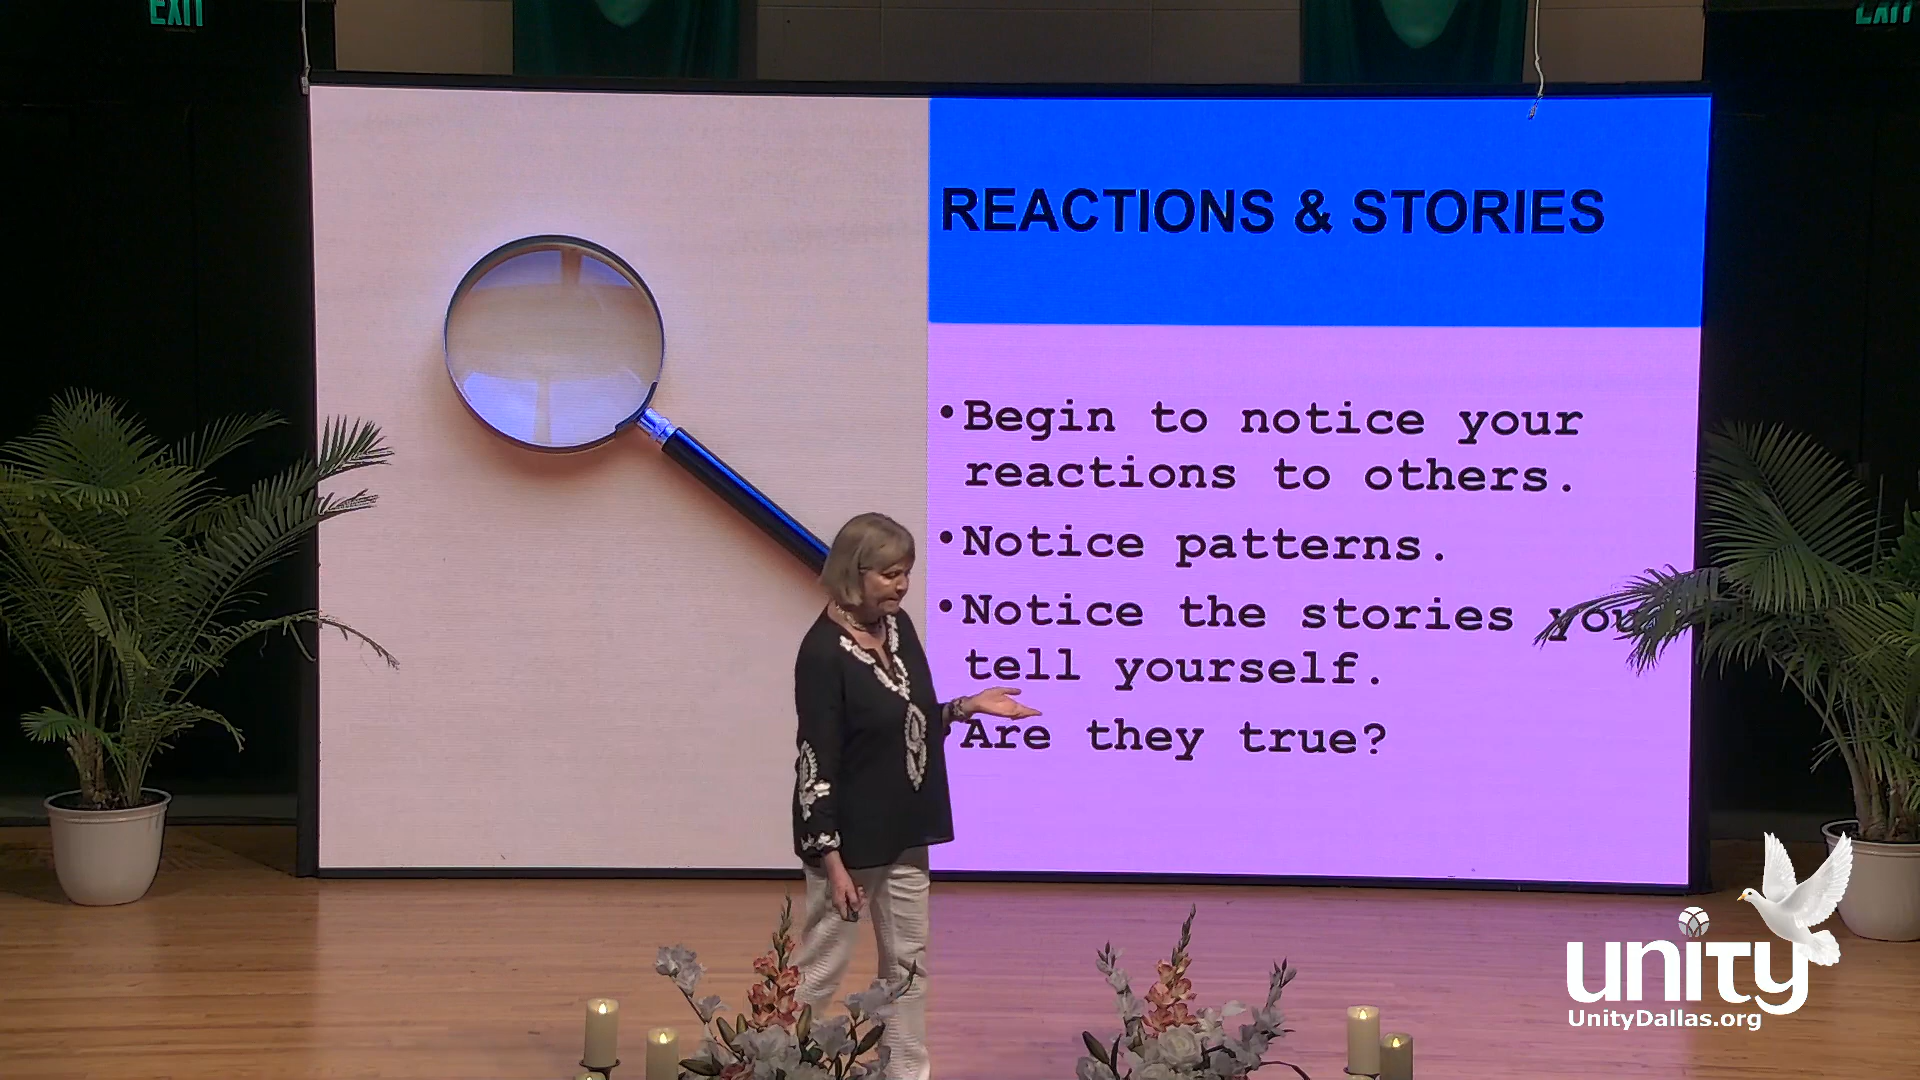 EXIT
EXIT
REACTIONS & STORIES
•Begin to notice your
reactions to others.
•Notice patterns.
•Notice the stories you
tell yourself.
•Are they true?
unity
UnityDallas.org